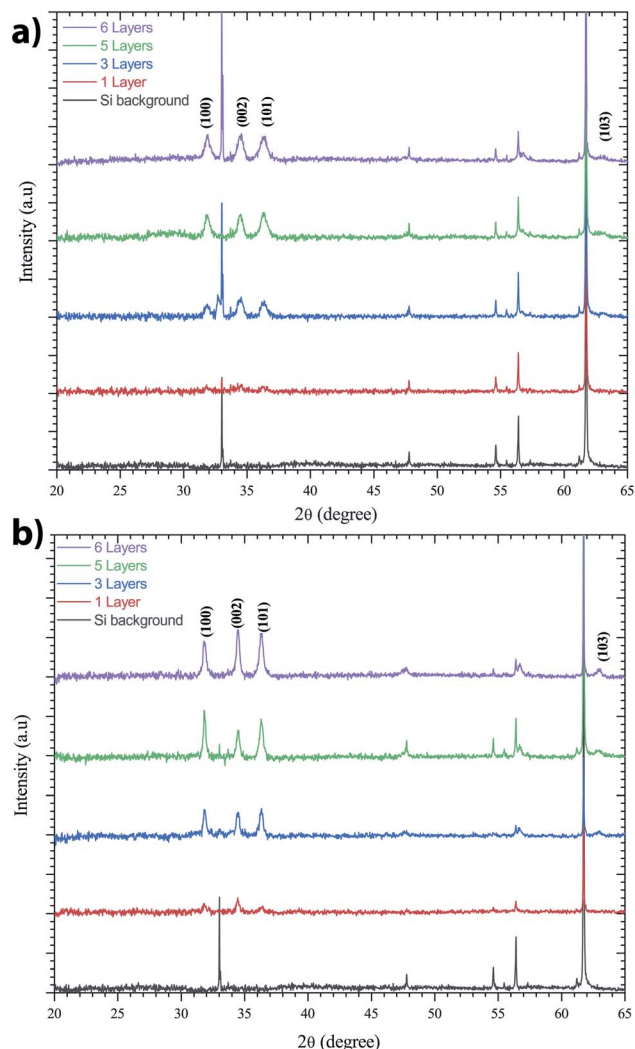 a)
6 Layers
5 Layers
3 Layers
1 Layer
Si background
(100)
(002)
(101)
(103)
Intensity (a.u)
20 25 30 35 40 45 50 55 60 65
2θ (degree)
b)
6 Layers
5 Layers
3 Layers
1 Layer
Si background
(100)
(002)
(101)
(103)
Intensity (a.u)
20 25 30 35 40 45 50 55 60 65
2θ (degree)